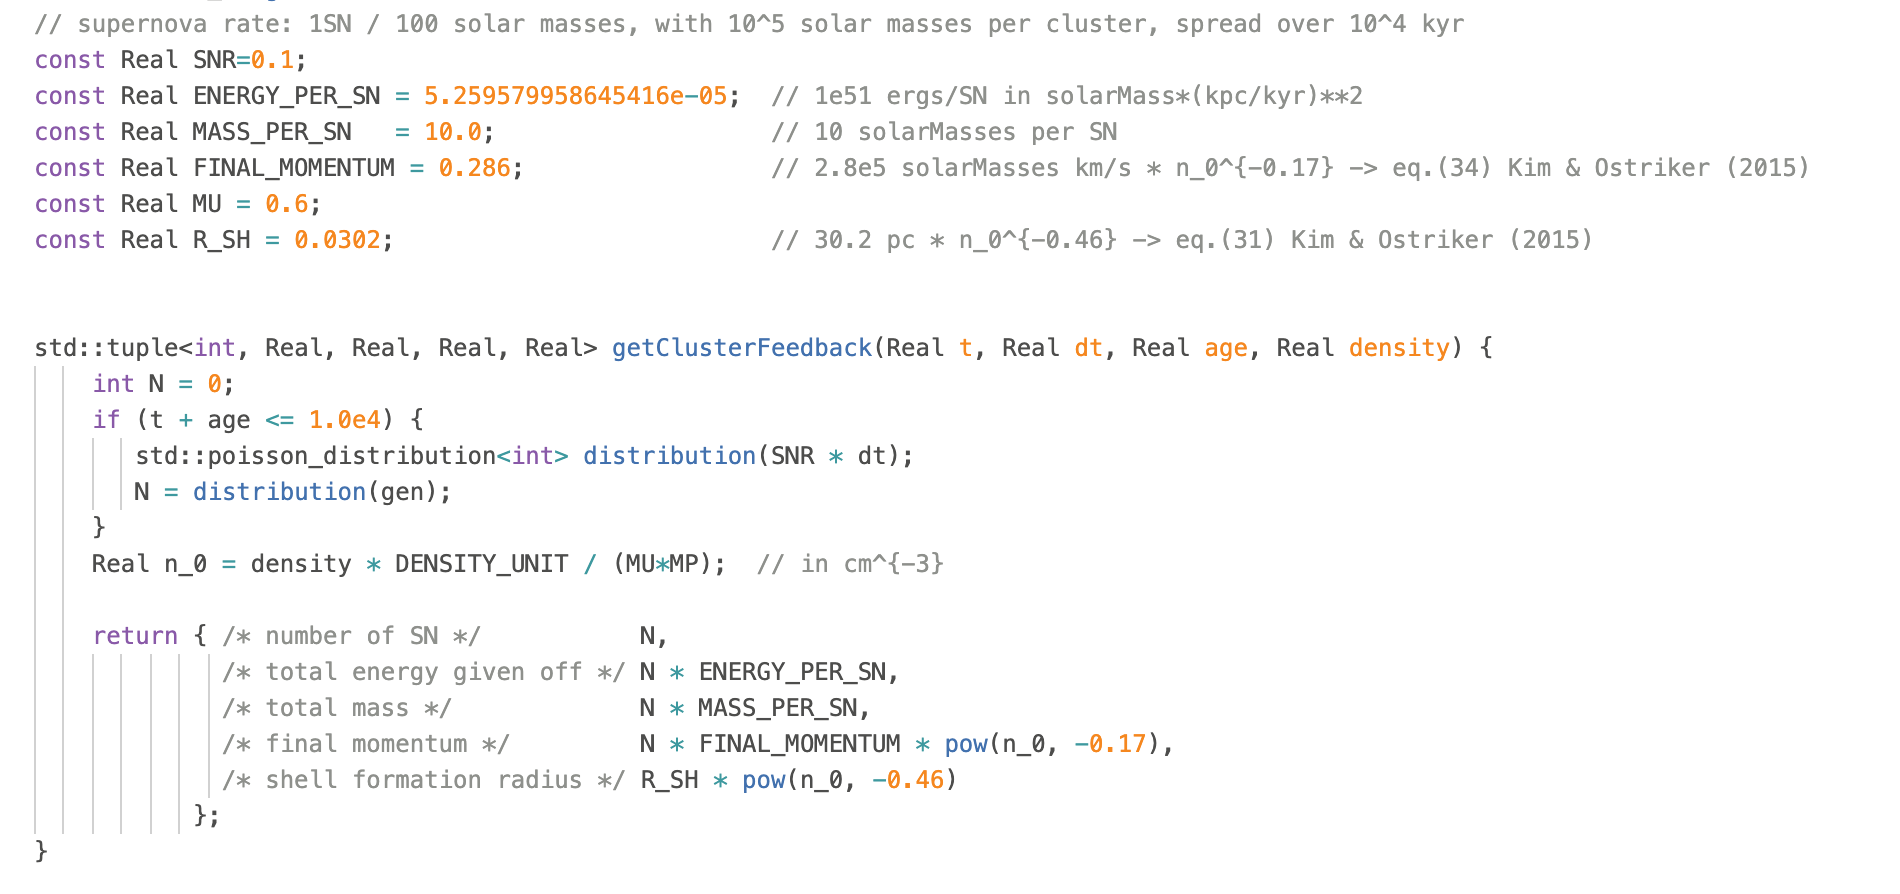 // supernova rate: 1SN / 100 solar masses, with 10^5 solar masses per cluster, spread over 10^4 kyr
const Real SNR=0.1;
const Real ENERGY_PER_SN = 5.259579958645416e-05;  // 1e51 ergs/SN in solarMass*(kpc/kyr)**2
const Real MASS_PER_SN   = 10.0;                   // 10 solarMasses per SN
const Real FINAL_MOMENTUM = 0.286;                 // 2.8e5 solarMasses km/s * n_0^{-0.17} -> eq.(34) Kim & Ostriker (2015)
const Real MU = 0.6;
const Real R_SH = 0.0302;                          // 30.2 pc * n_0^{-0.46} -> eq.(31) Kim & Ostriker (2015)
std::tuple<int, Real, Real, Real, Real> getClusterFeedback(Real t, Real dt, Real age, Real density) {
    int N = 0;
    if (t + age <= 1.0e4) {
       std::poisson_distribution<int> distribution(SNR * dt);
       N = distribution(gen);
    }
    Real n_0 = density * DENSITY_UNIT / (MU*MP);  // in cm^{-3}
    return { /* number of SN */           N,
             /* total energy given off */ N * ENERGY_PER_SN,
             /* total mass */             N * MASS_PER_SN,
             /* final momentum */         N * FINAL_MOMENTUM * pow(n_0, -0.17),
             /* shell formation radius */ R_SH * pow(n_0, -0.46)
           };
}